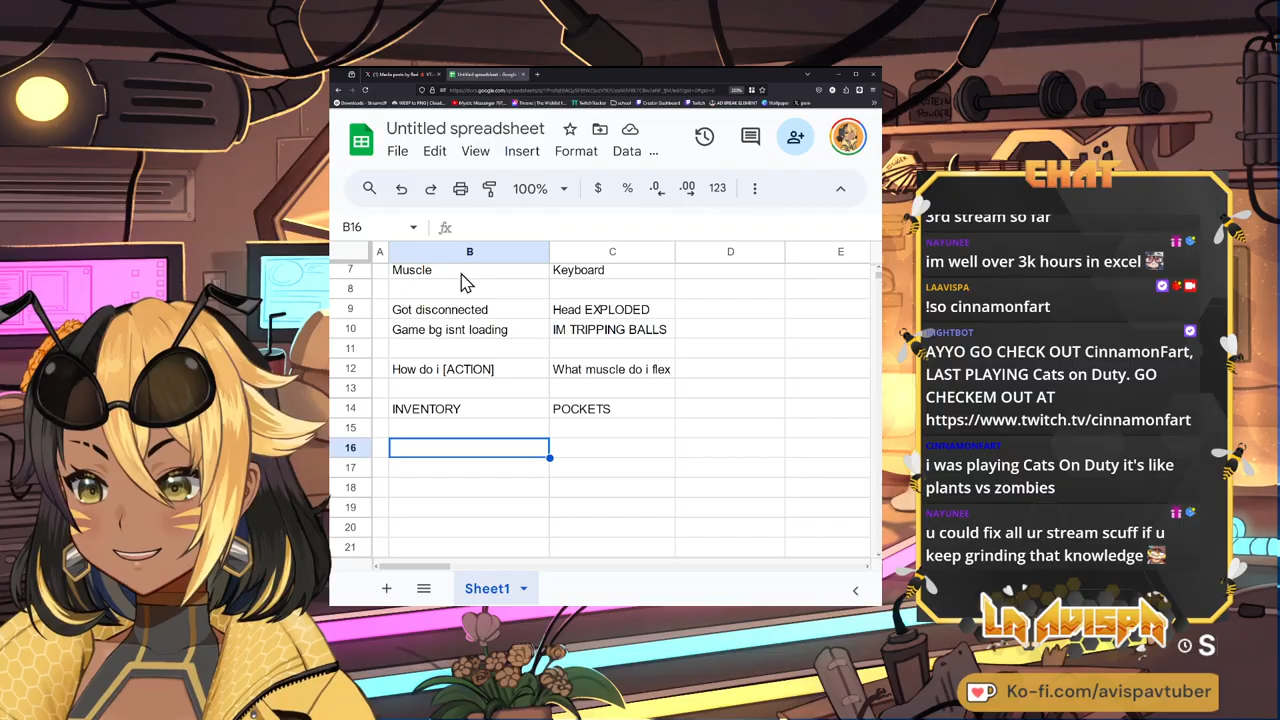 Untitled spreadsheet
File Edit View Insert Format Data ...
100% $ % .0 .00 123
B16 fx
A B C D E
7 Muscle Keyboard
8
9 Got disconnected Head EXPLODED
10 Game bg isnt loading IM TRIPPING BALLS
11
12 How do i [ACTION] What muscle do i flex
13
14 INVENTORY POCKETS
15
16
17
18
19
20
21
Sheet1
CHAT
3rd stream so far
NAYUNEE
im well over 3k hours in excel
LAAVISPA
!so cinnamonfart
NIGHTBOT
AYYO GO CHECK OUT CinnamonFart,
LAST PLAYING Cats on Duty. GO
CHECKEM OUT AT
https://www.twitch.tv/cinnamonfart
CINNAMONFART
i was playing Cats On Duty it's like
plants vs zombies
NAYUNEE
u could fix all ur stream scuff if u
keep grinding that knowledge
LA AVISPA
S
Ko-fi.com/avispavtuber